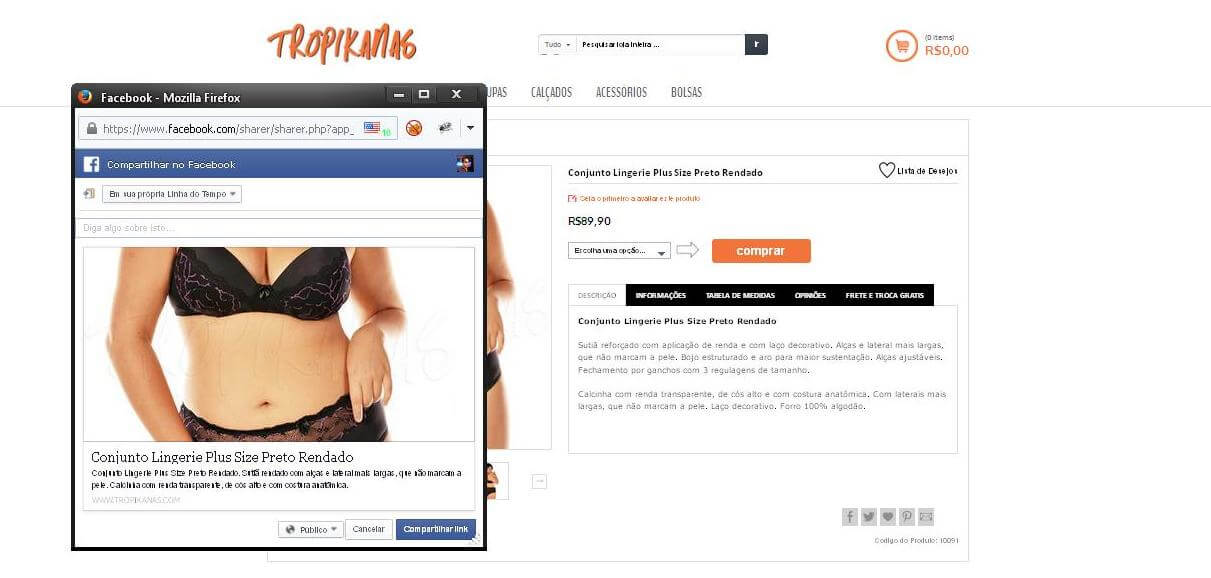 TROPIKANAS
Tudo
Pesquisar loja inteira ...
Ir
(0 items)
R$0,00
UPAS
CALÇADOS
ACESSÓRIOS
BOLSAS
Facebook - Mozilla Firefox
https://www.facebook.com/sharer/sharer.php?app_
10
Compartilhar no Facebook
Em sua própria Linha do Tempo
Diga algo sobre isto...
TROPIKANAS
Conjunto Lingerie Plus Size Preto Rendado
Conjunto Lingerie Plus Size Preto Rendado. Sutiã rendado com alças e lateral mais largas, que não marcam a
pele. Calcinha com renda transparente, de cós alto e com costura anatômica.
WWW.TROPIKANAS.COM
Público
Cancelar
Compartilhar link
Conjunto Lingerie Plus Size Preto Rendado
Lista de Desejos
Seja o primeiro a avaliar este produto
R$89,90
Escolha uma opção...
comprar
DESCRIÇÃO
INFORMAÇÕES
TABELA DE MEDIDAS
OPINIÕES
FRETE E TROCA GRATIS
Conjunto Lingerie Plus Size Preto Rendado
Sutiã reforçado com aplicação de renda e com laço decorativo. Alças e lateral mais largas,
que não marcam a pele. Bojo estruturado e aro para maior sustentação. Alças ajustáveis.
Fechamento por ganchos com 3 regulagens de tamanho.
Calcinha com renda transparente, de cós alto e com costura anatômica. Com laterais mais
largas, que não marcam a pele. Laço decorativo. Forro 100% algodão.
Codigo do Produto: 10091